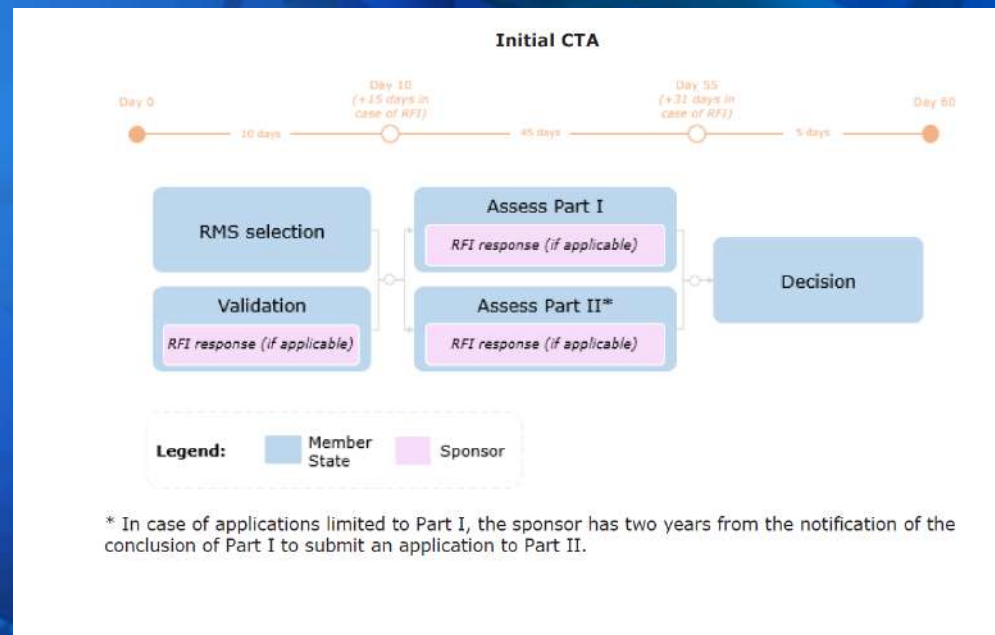 Initial CTA
Day 0
Day 10
(+15 days in
case of RFI)
Day 55
(+31 days in
case of RFI)
Day 60
10 days
45 days
5 days
RMS selection
Validation
RFI response (if applicable)
Assess Part I
RFI response (if applicable)
Assess Part II*
RFI response (if applicable)
Decision
Legend:
Member
State
Sponsor
* In case of applications limited to Part I, the sponsor has two years from the notification of the
conclusion of Part I to submit an application to Part II.